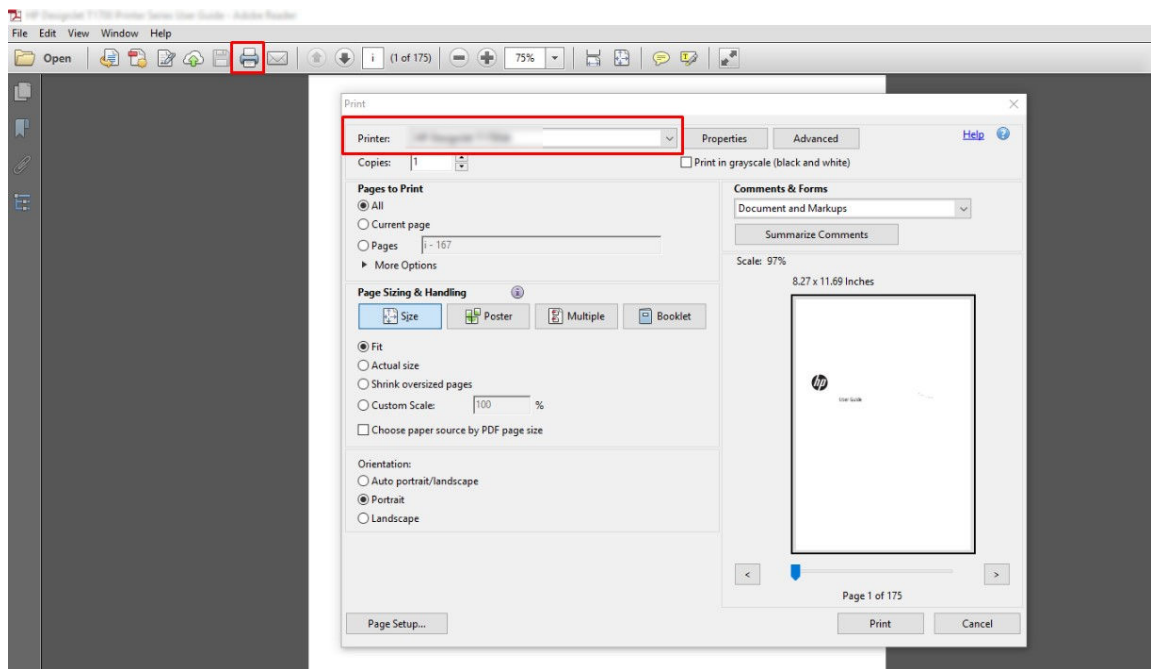 File Edit View Window Help
Open i (1 of 175) 75%
Print
Printer: Properties Advanced Help
Copies: 1 Print in grayscale (black and white)
Pages to Print
All
Current page
Pages i - 167
More Options
Page Sizing & Handling
Size Poster Multiple Booklet
Fit
Actual size
Shrink oversized pages
Custom Scale: 100 %
Choose paper source by PDF page size
Orientation:
Auto portrait/landscape
Portrait
Landscape
Comments & Forms
Document and Markups
Summarize Comments
Scale: 97%
8.27 x 11.69 Inches
hp
User Guide
< >
Page 1 of 175
Page Setup... Print Cancel